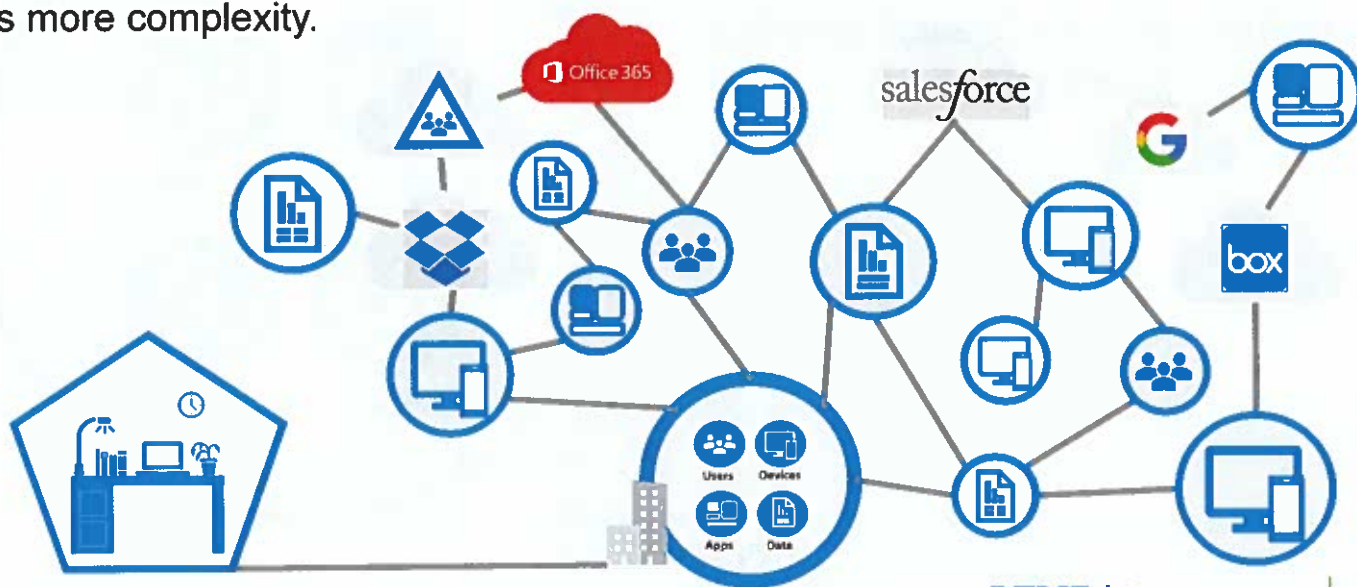 s more complexity.
Office 365
salesforce
G
box
Users Devices
Apps Data